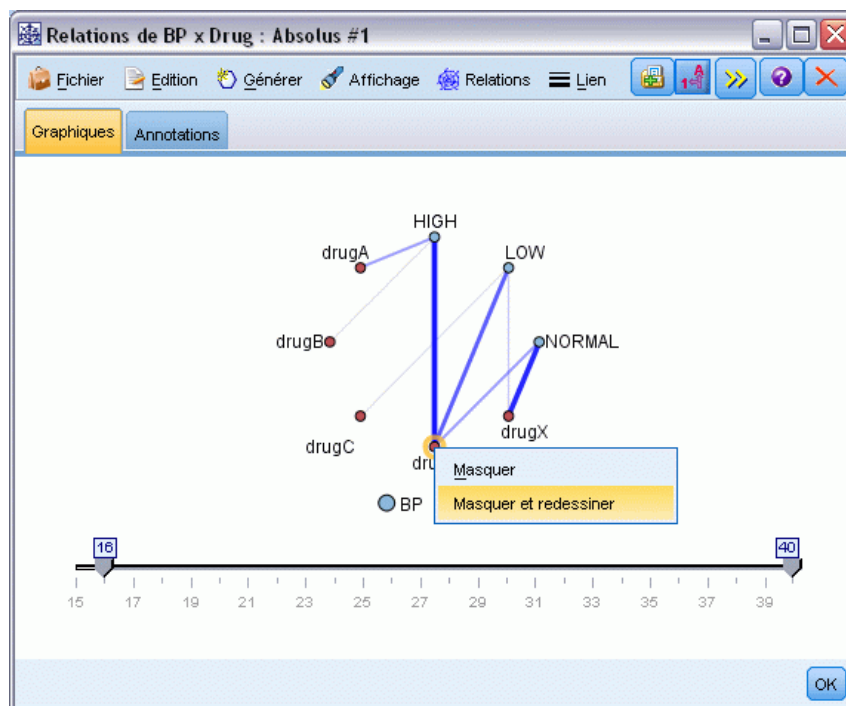 Relations de BP x Drug : Absolus #1
Fichier Edition Générer Affichage Relations Lien
Graphiques Annotations
HIGH
drugA LOW
drugB NORMAL
drugX
drugC
dru
Masquer
BP Masquer et redessiner
16 40
15 17 19 21 23 25 27 29 31 33 35 37 39
OK